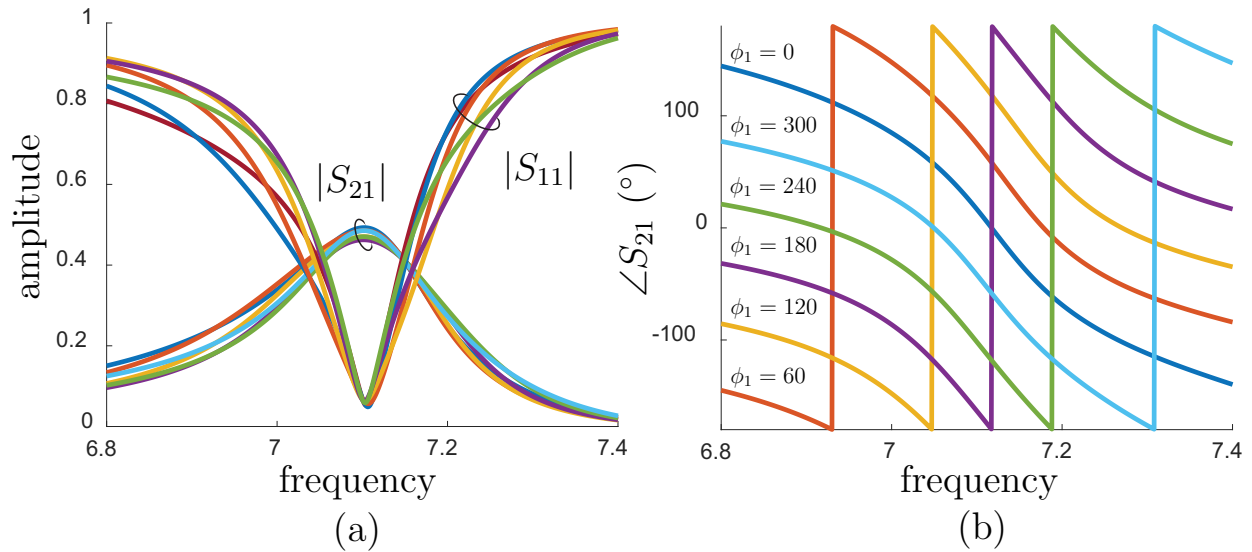 1
0.8
0.6
0.4
0.2
0
amplitude
|S₂₁|
|S₁₁|
6.8
7
7.2
7.4
frequency
(a)
100
0
-100
∠S₂₁ (°)
ϕ₁ = 0
ϕ₁ = 300
ϕ₁ = 240
ϕ₁ = 180
ϕ₁ = 120
ϕ₁ = 60
6.8
7
7.2
7.4
frequency
(b)